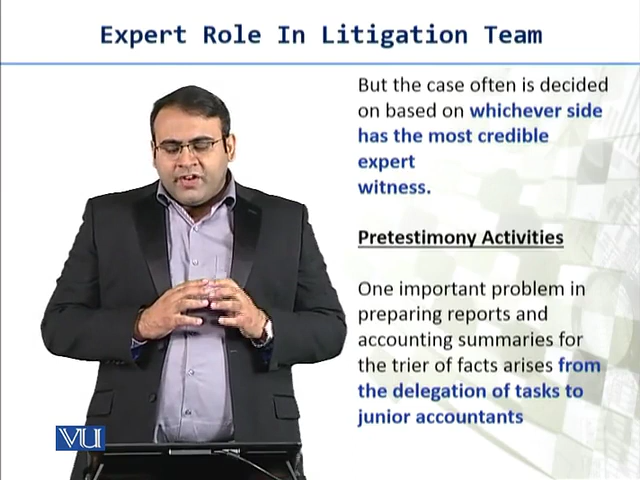 Expert Role In Litigation Team
But the case often is decided
on based on whichever side
has the most credible
expert
witness.
Pretestimony Activities
One important problem in
preparing reports and
accounting summaries for
the trier of facts arises from
the delegation of tasks to
junior accountants
VU